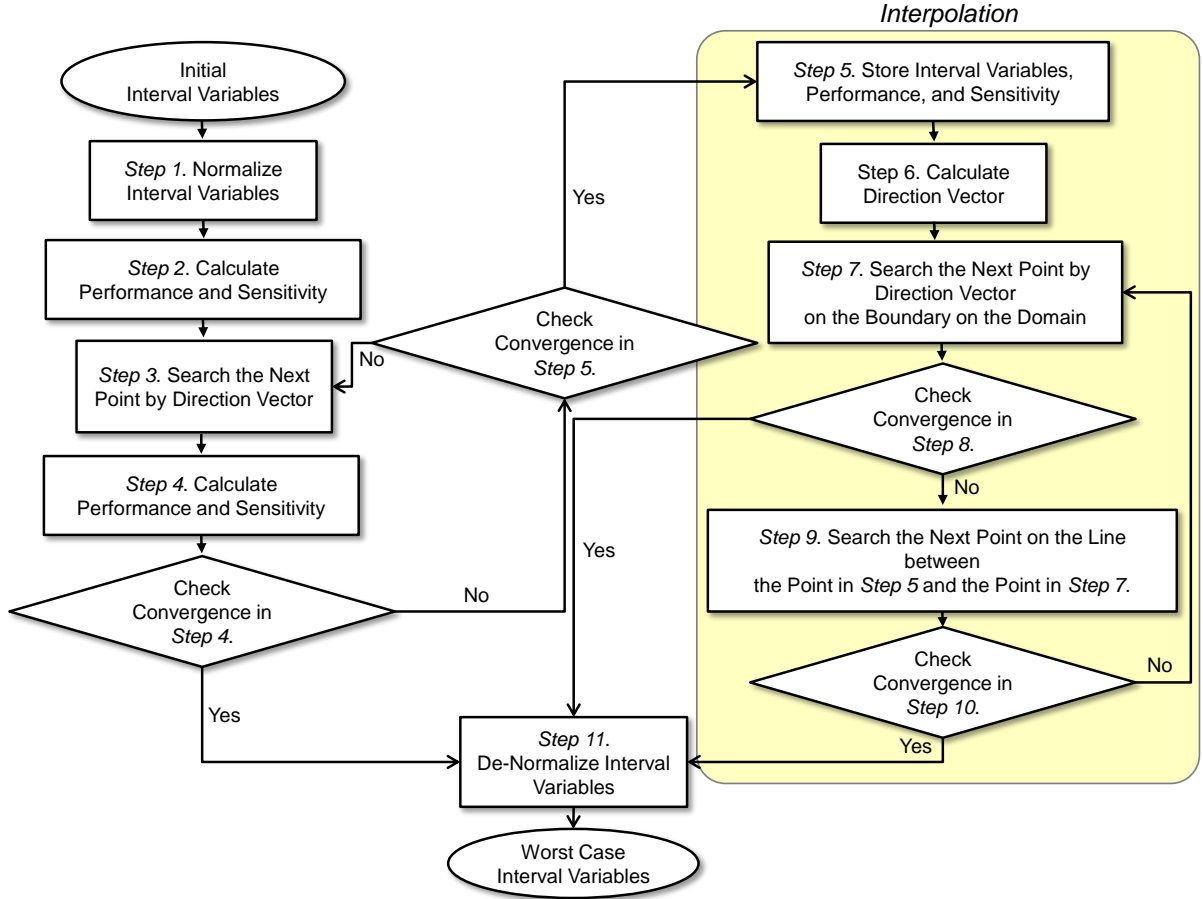 Interpolation
Initial
Interval Variables
Step 1. Normalize
Interval Variables
Step 2. Calculate
Performance and Sensitivity
Step 3. Search the Next
Point by Direction Vector
Step 4. Calculate
Performance and Sensitivity
Check
Convergence in
Step 4.
No
Yes
Check
Convergence in
Step 5.
No
Yes
Step 5. Store Interval Variables,
Performance, and Sensitivity
Step 6. Calculate
Direction Vector
Step 7. Search the Next Point by
Direction Vector
on the Boundary on the Domain
Check
Convergence in
Step 8.
Yes
No
Step 9. Search the Next Point on the Line
between
the Point in Step 5 and the Point in Step 7.
Check
Convergence in
Step 10.
No
Yes
Step 11.
De-Normalize Interval
Variables
Worst Case
Interval Variables